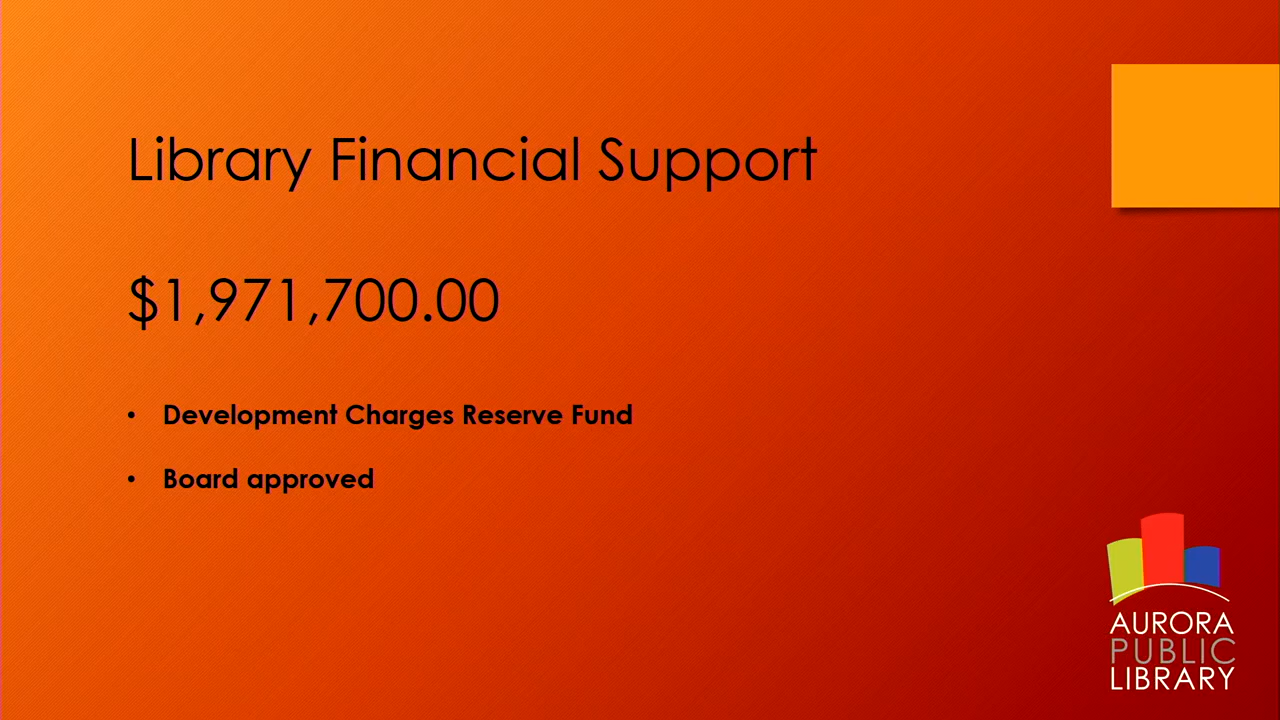 Library Financial Support
$1,971,700.00
• Development Charges Reserve Fund
• Board approved
AURORA
PUBLIC
LIBRARY